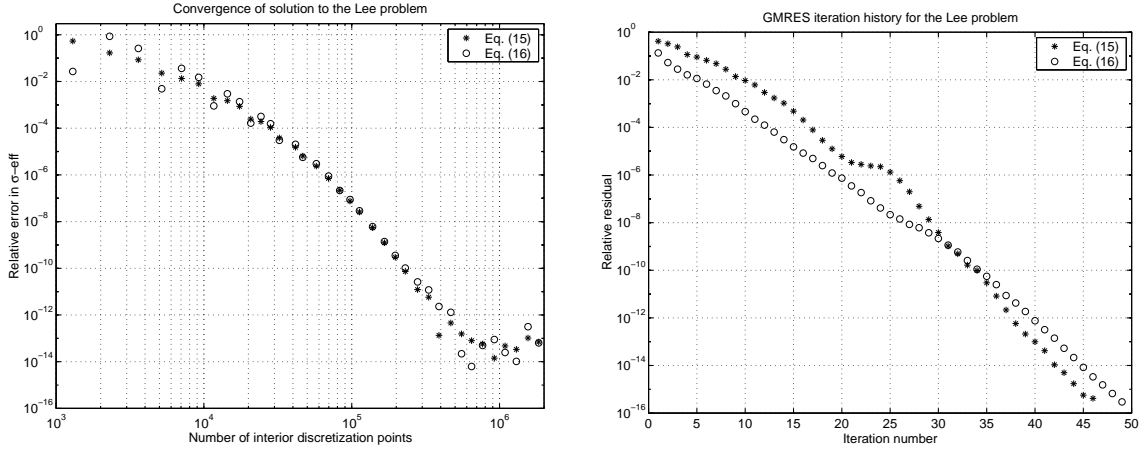 Convergence of solution to the Lee problem
Eq. (15)
Eq. (16)
Relative error in σ−eff
10^0
10^−2
10^−4
10^−6
10^−8
10^−10
10^−12
10^−14
10^−16
10^3
10^4
10^5
10^6
Number of interior discretization points
GMRES iteration history for the Lee problem
Eq. (15)
Eq. (16)
Relative residual
10^0
10^−2
10^−4
10^−6
10^−8
10^−10
10^−12
10^−14
10^−16
0 5 10 15 20 25 30 35 40 45 50
Iteration number